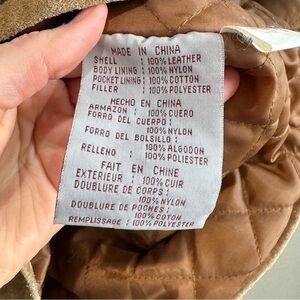 MADE IN CHINA
SHELL : 100% LEATHER
BODY LINING : 100% NYLON
POCKET LINING : 100% COTTON
FILLER : 100% POLYESTER
HECHO EN CHINA
ARMAZON : 100% CUERO
FORRO DEL CUERPO :
100% NYLON
FORRO DEL BOLSILLO :
100% ALGODON
RELLENO : 100% POLIESTER
FAIT EN CHINE
EXTERIEUR : 100% CUIR
DOUBLURE DE CORPS :
100% NYLON
DOUBLURE DE POCHES :
100% COTON
REMPLISSAGE : 100% POLYESTER